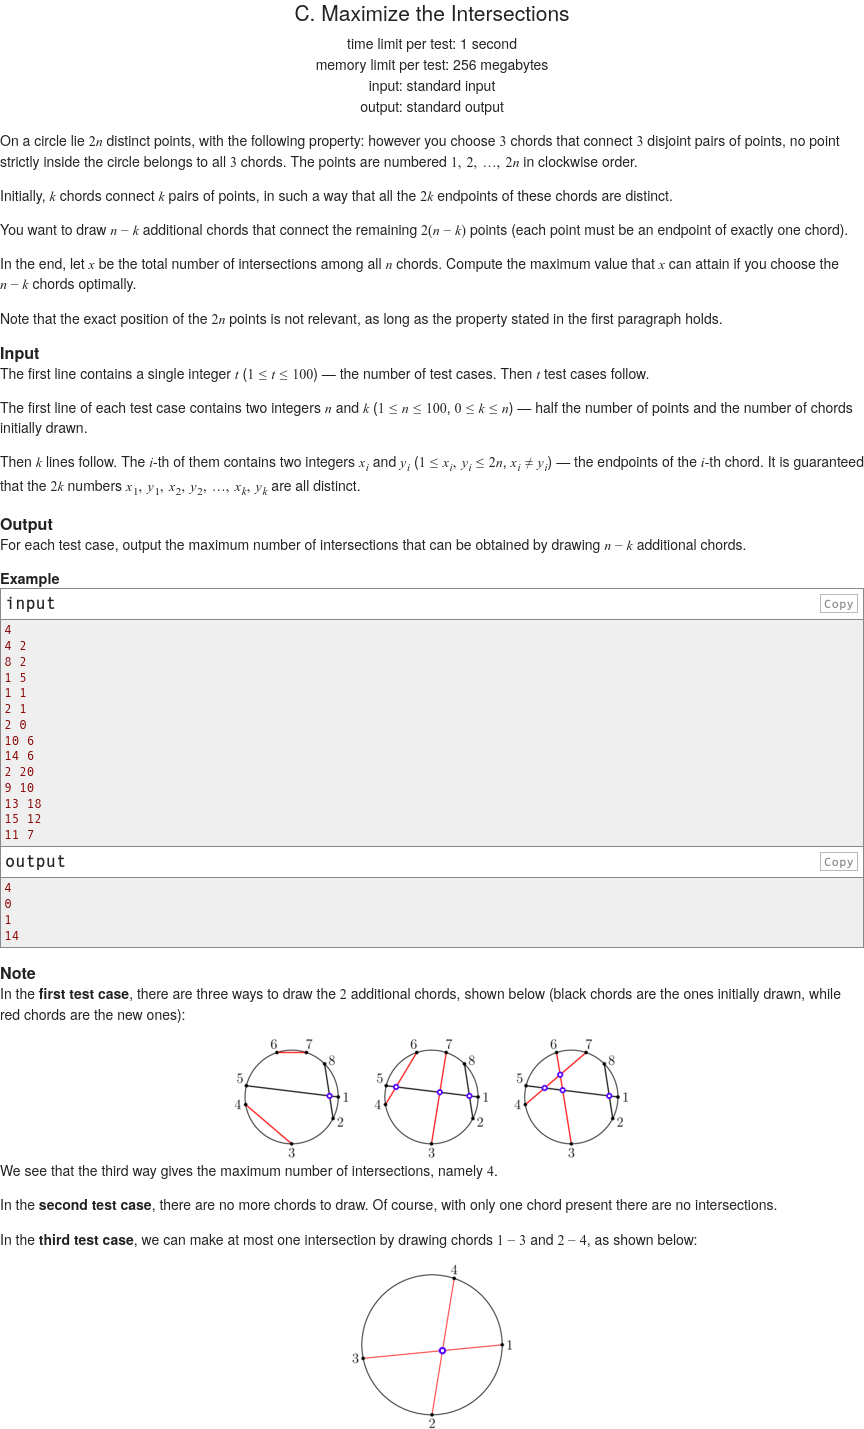 C. Maximize the Intersections
time limit per test: 1 second
memory limit per test: 256 megabytes
input: standard input
output: standard output
On a circle lie 2n distinct points, with the following property: however you choose 3 chords that connect 3 disjoint pairs of points, no point
strictly inside the circle belongs to all 3 chords. The points are numbered 1, 2, …, 2n in clockwise order.
Initially, k chords connect k pairs of points, in such a way that all the 2k endpoints of these chords are distinct.
You want to draw n − k additional chords that connect the remaining 2(n − k) points (each point must be an endpoint of exactly one chord).
In the end, let x be the total number of intersections among all n chords. Compute the maximum value that x can attain if you choose the
n − k chords optimally.
Note that the exact position of the 2n points is not relevant, as long as the property stated in the first paragraph holds.
Input
The first line contains a single integer t (1 ≤ t ≤ 100) — the number of test cases. Then t test cases follow.
The first line of each test case contains two integers n and k (1 ≤ n ≤ 100, 0 ≤ k ≤ n) — half the number of points and the number of chords
initially drawn.
Then k lines follow. The i-th of them contains two integers x_i and y_i (1 ≤ x_i, y_i ≤ 2n, x_i ≠ y_i) — the endpoints of the i-th chord. It is guaranteed
that the 2k numbers x_1, y_1, x_2, y_2, …, x_k, y_k are all distinct.
Output
For each test case, output the maximum number of intersections that can be obtained by drawing n − k additional chords.
Example
input Copy
4
4 2
8 2
1 5
1 1
2 1
2 0
10 6
14 6
2 20
9 10
13 18
15 12
11 7
output Copy
4
0
1
14
Note
In the first test case, there are three ways to draw the 2 additional chords, shown below (black chords are the ones initially drawn, while
red chords are the new ones):
6 7 8 5 1 4 2 3
6 7 8 5 1 4 2 3
6 7 8 5 1 4 2 3
We see that the third way gives the maximum number of intersections, namely 4.
In the second test case, there are no more chords to draw. Of course, with only one chord present there are no intersections.
In the third test case, we can make at most one intersection by drawing chords 1 − 3 and 2 − 4, as shown below:
4
1
3
2